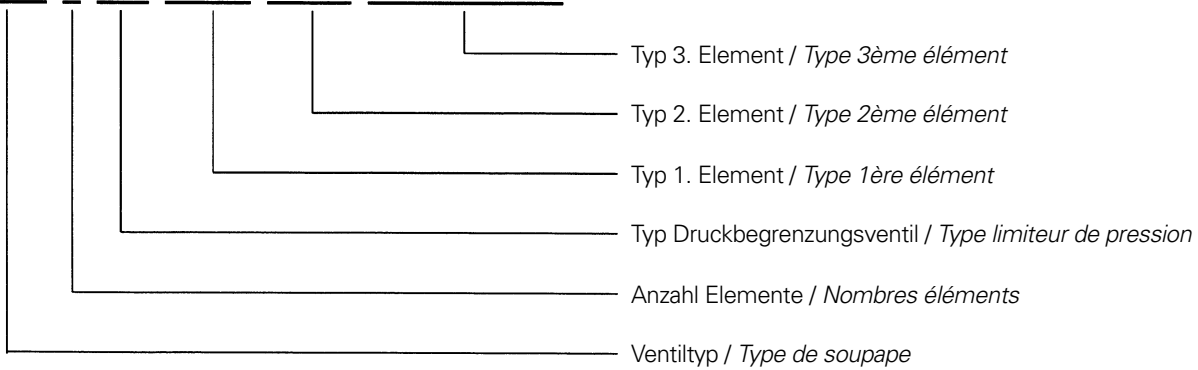 Typ 3. Element / Type 3ème élément
Typ 2. Element / Type 2ème élément
Typ 1. Element / Type 1ère élément
Typ Druckbegrenzungsventil / Type limiteur de pression
Anzahl Elemente / Nombres éléments
Ventiltyp / Type de soupape